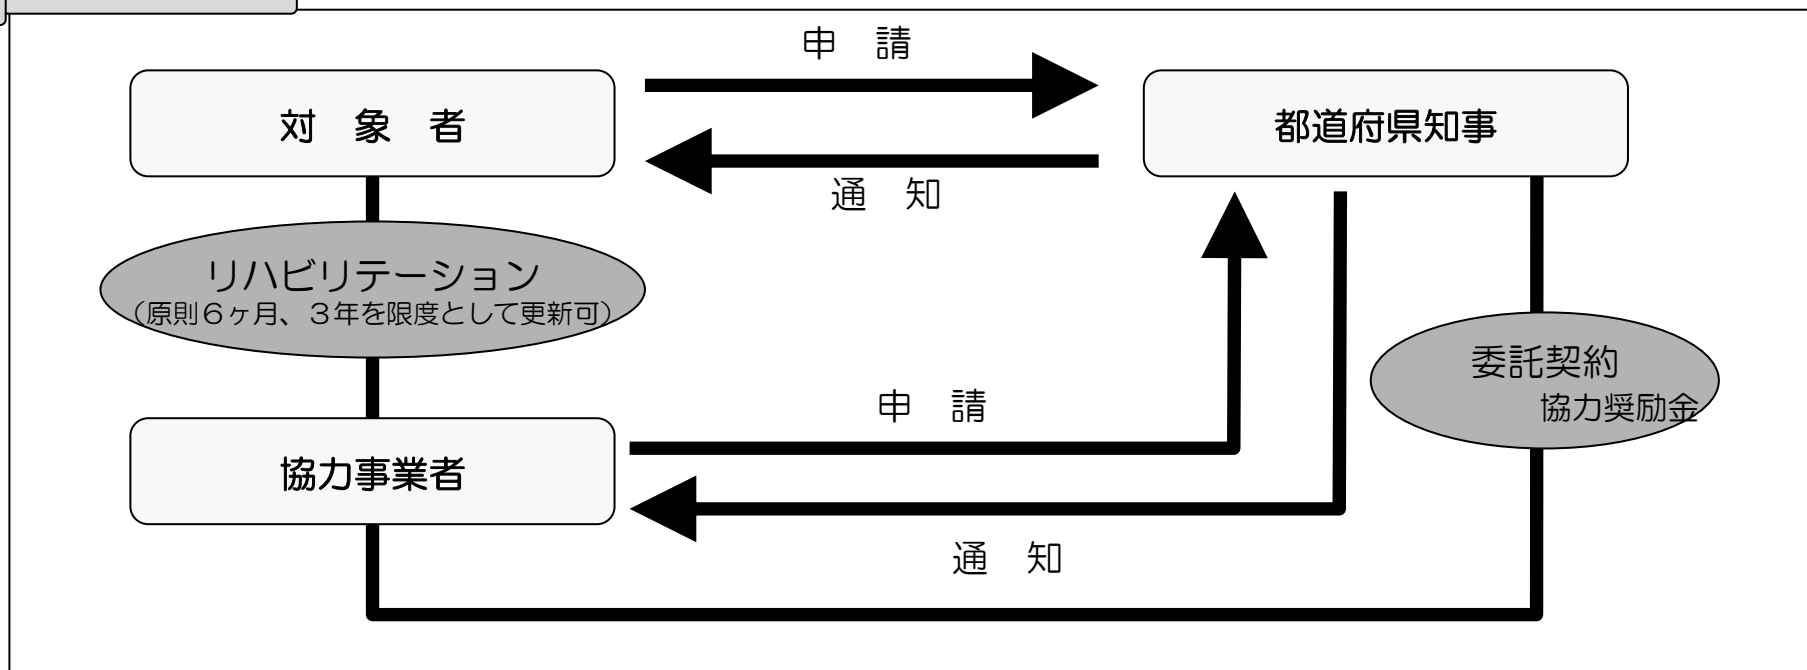 申　請
対　象　者
都道府県知事
通　知
リハビリテーション
（原則６ヶ月、３年を限度として更新可）
委託契約
協力奨励金
申　請
協力事業者
通　知